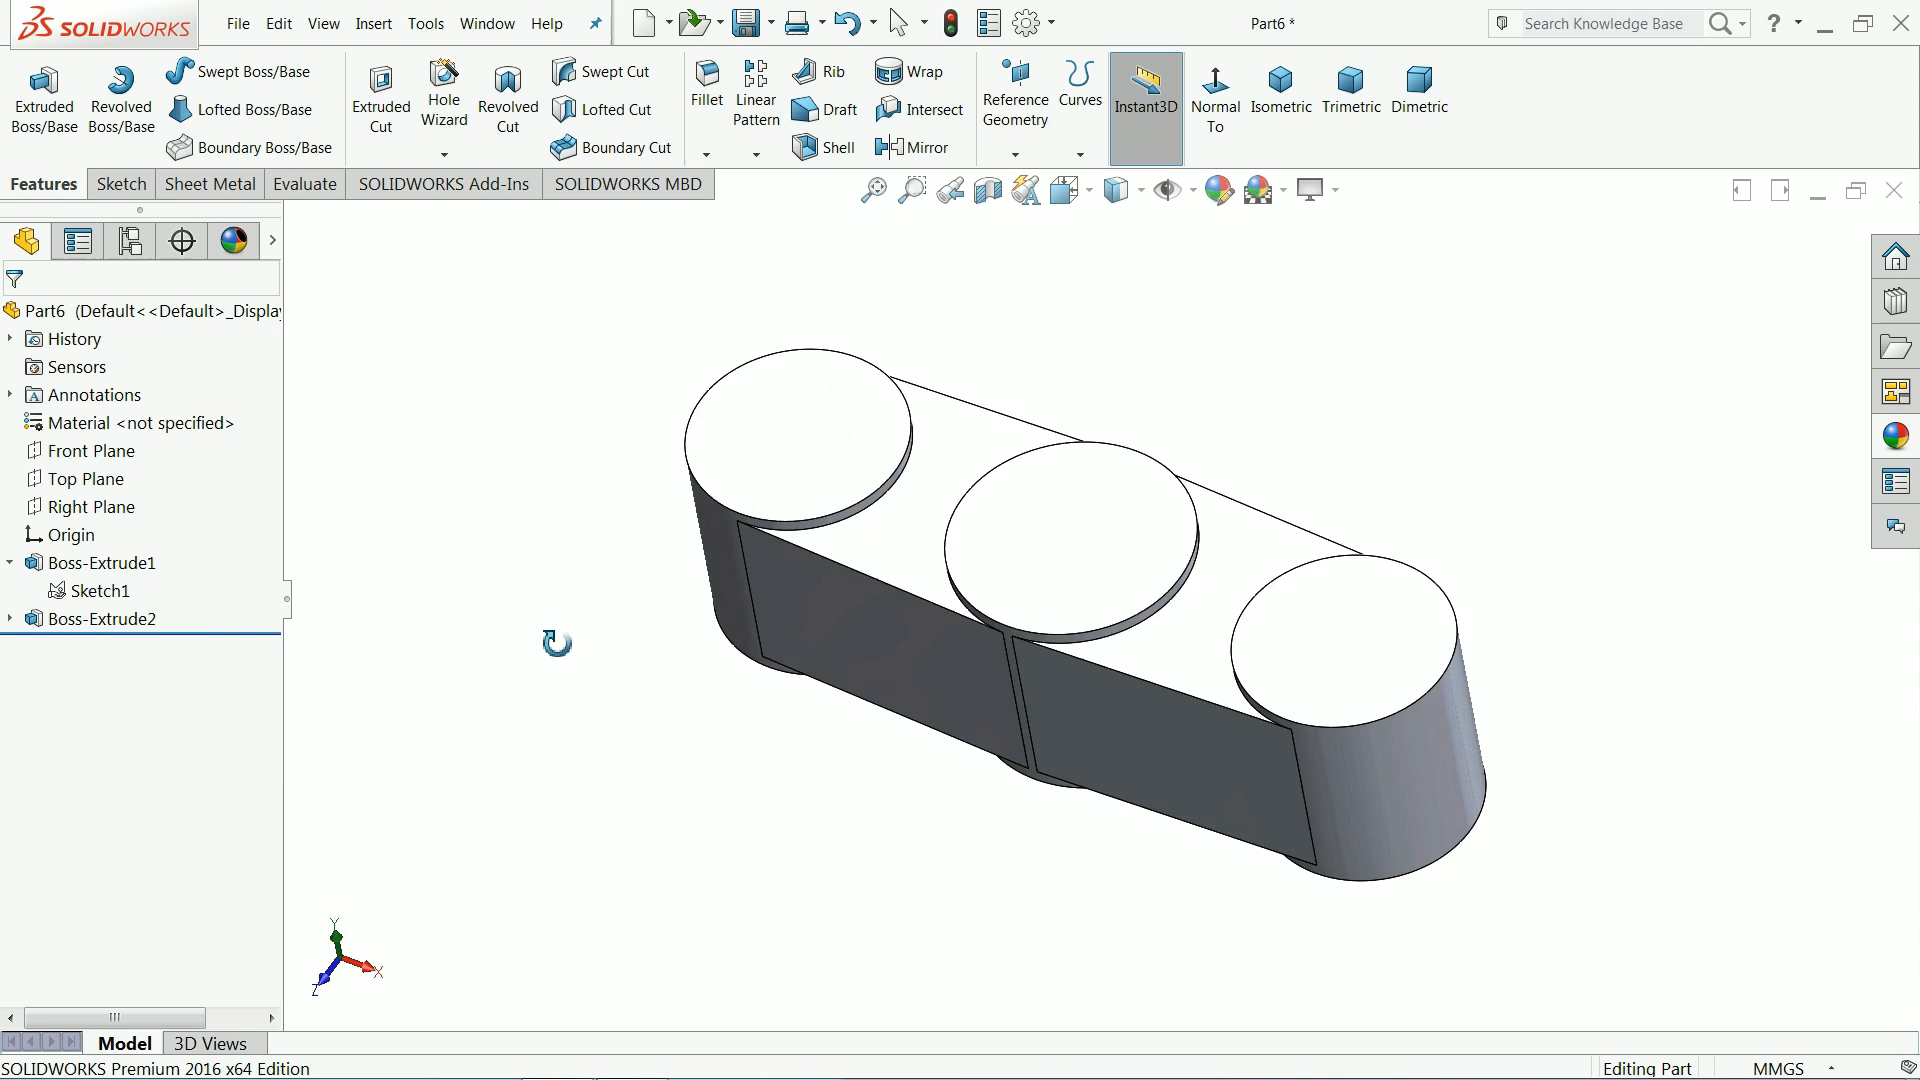 SOLIDWORKS
File Edit View Insert Tools Window Help
Part6 *
Search Knowledge Base
?
Extruded Boss/Base
Revolved Boss/Base
Swept Boss/Base
Lofted Boss/Base
Boundary Boss/Base
Extruded Cut
Hole Wizard
Revolved Cut
Swept Cut
Lofted Cut
Boundary Cut
Fillet
Linear Pattern
Rib
Draft
Shell
Wrap
Intersect
Mirror
Reference Geometry
Curves
Instant3D
Normal To
Isometric
Trimetric
Dimetric
Features Sketch Sheet Metal Evaluate SOLIDWORKS Add-Ins SOLIDWORKS MBD
Part6 (Default<<Default>_Displa
History
Sensors
Annotations
Material <not specified>
Front Plane
Top Plane
Right Plane
Origin
Boss-Extrude1
Sketch1
Boss-Extrude2
Y
X
Z
Model 3D Views
SOLIDWORKS Premium 2016 x64 Edition
Editing Part MMGS